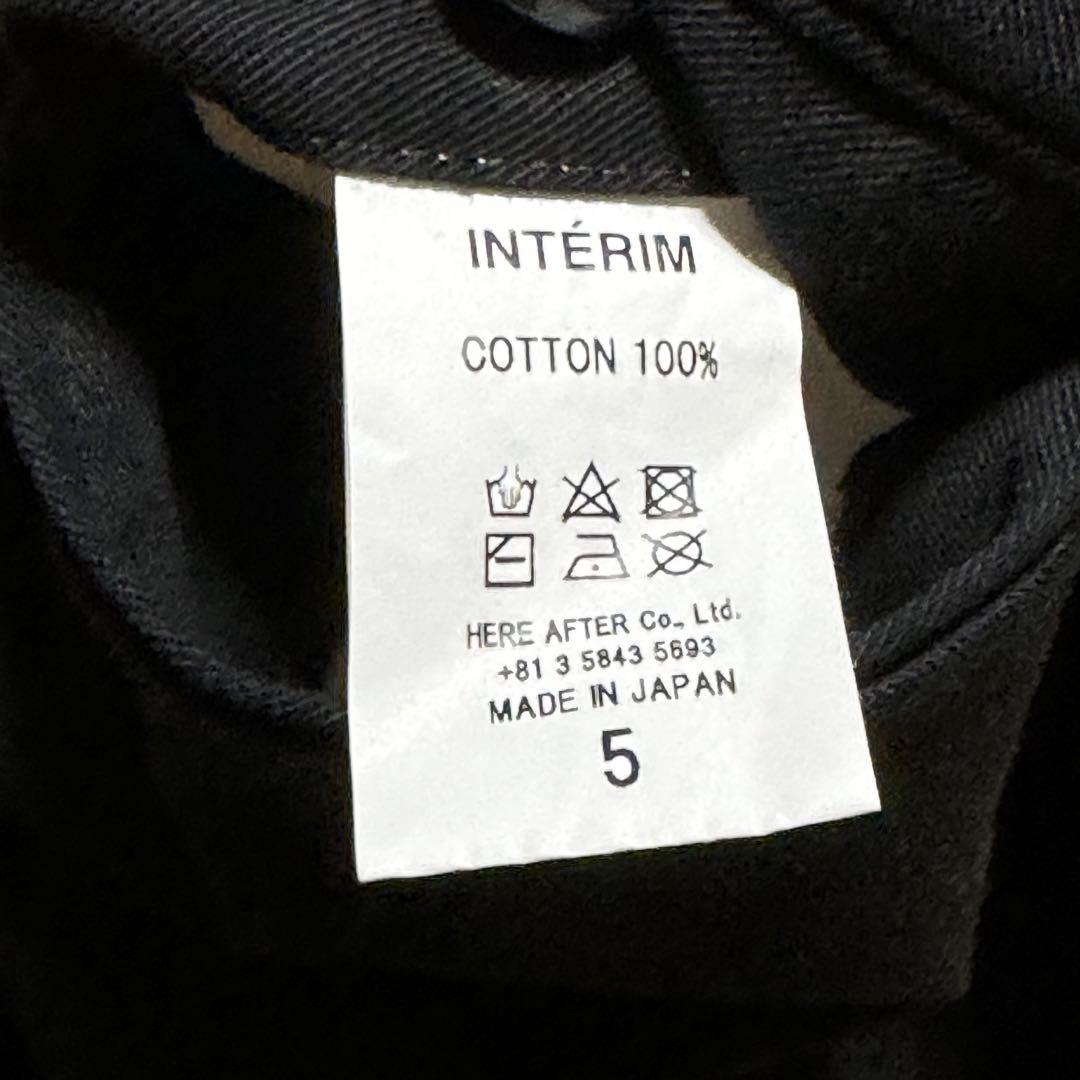 INTÉRIM
COTTON 100%
HERE AFTER Co., Ltd.
+81 3 5843 5693
MADE IN JAPAN
5